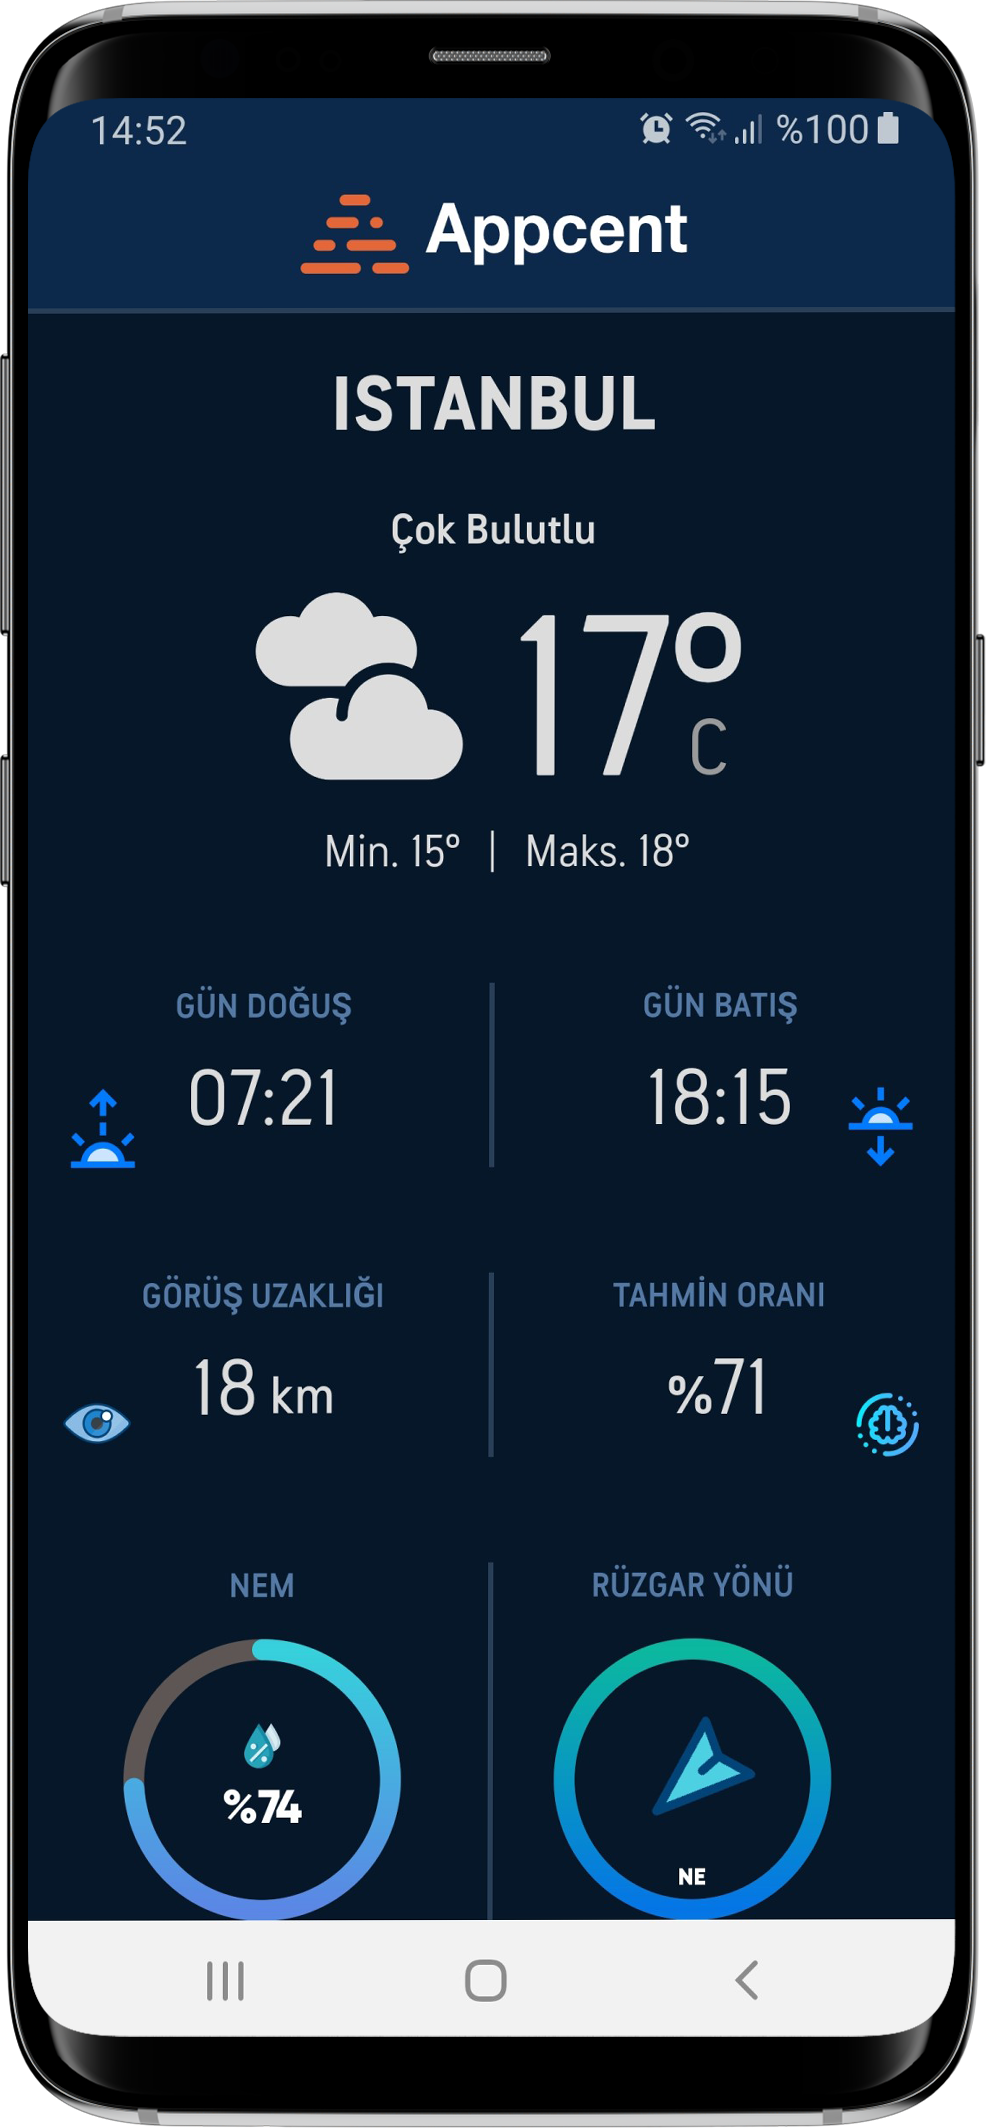 14:52 %100
Appcent
ISTANBUL
Çok Bulutlu
17°
C
Min. 15° | Maks. 18°
GÜN DOĞUŞ GÜN BATIŞ
07:21 18:15
GÖRÜŞ UZAKLIĞI TAHMİN ORANI
18 km %71
NEM RÜZGAR YÖNÜ
%74
NE